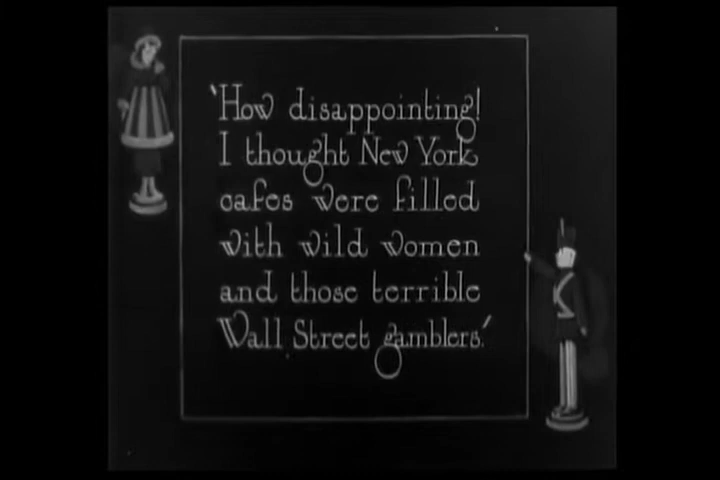 'How disappointing!
I thought New York
cafes were filled
with wild women
and those terrible
Wall Street gamblers.'